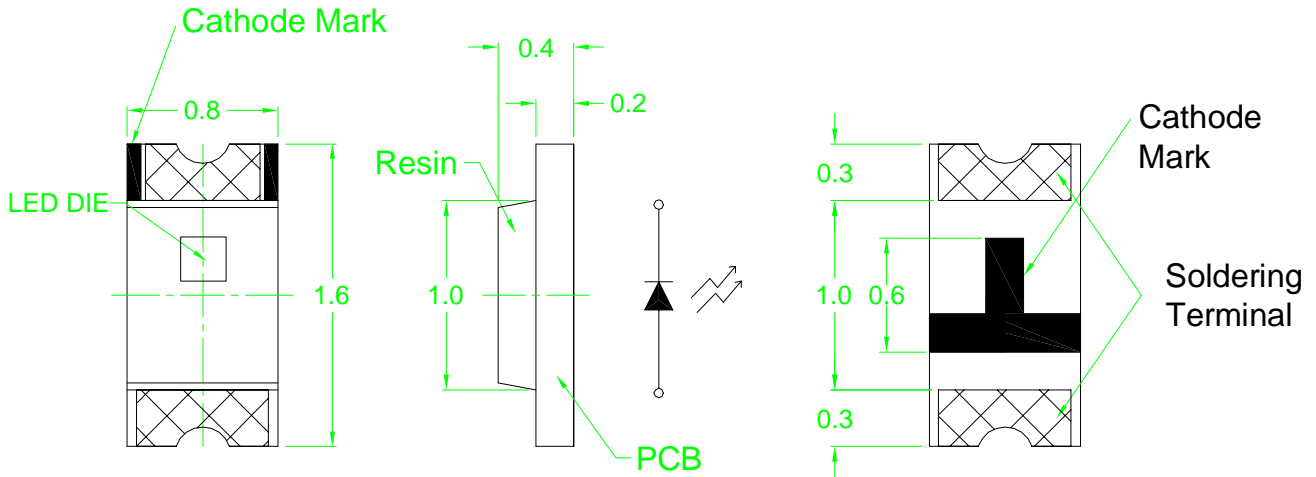 Cathode Mark
0.8
LED DIE
1.6
0.4
0.2
Resin
1.0
PCB
Cathode
Mark
0.3
1.0
0.6
0.3
Soldering
Terminal